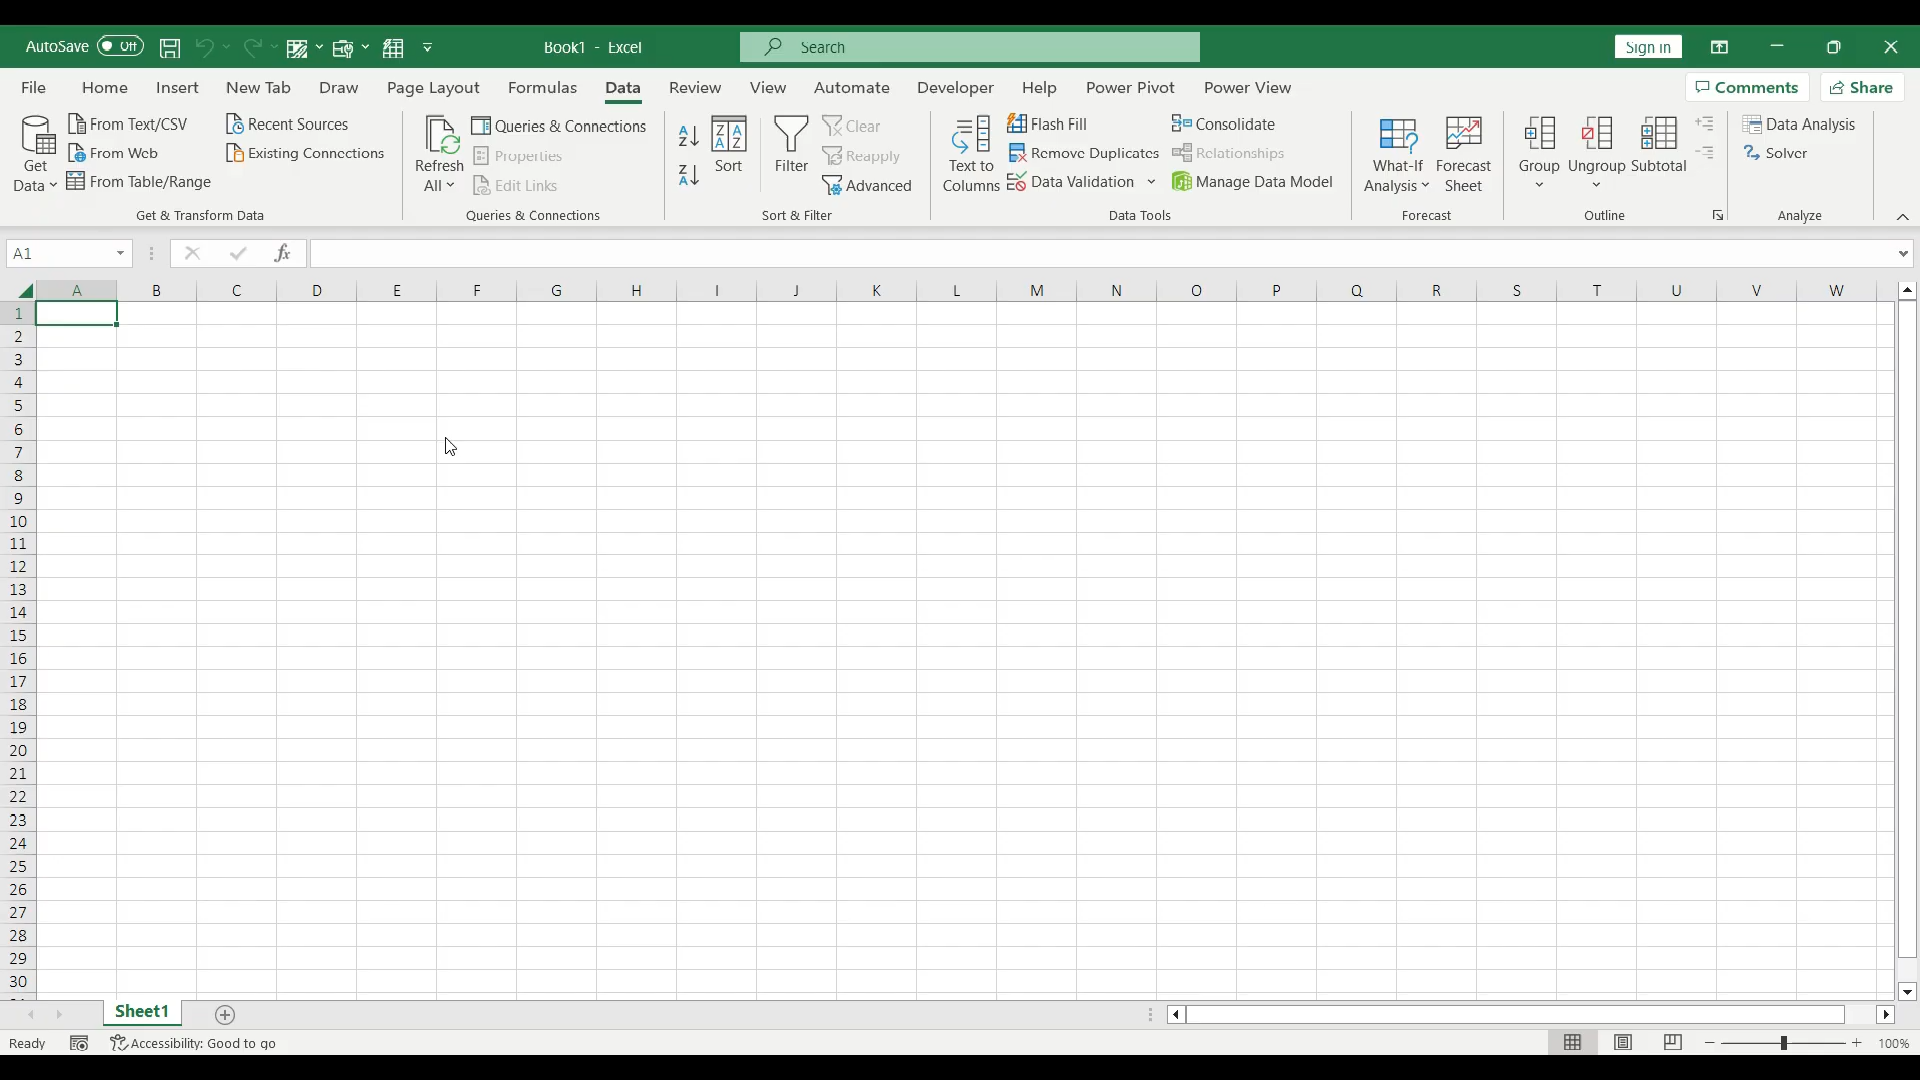 AutoSave Off Book1 - Excel Search Sign in
File Home Insert New Tab Draw Page Layout Formulas Data Review View Automate Developer Help Power Pivot Power View Comments Share
Get Data
From Text/CSV
From Web
From Table/Range
Recent Sources
Existing Connections
Get & Transform Data
Refresh All
Queries & Connections
Properties
Edit Links
Queries & Connections
Sort
Filter
Clear
Reapply
Advanced
Sort & Filter
Text to Columns
Flash Fill
Remove Duplicates
Data Validation
Consolidate
Relationships
Manage Data Model
Data Tools
What-If Analysis
Forecast Sheet
Forecast
Group
Ungroup
Subtotal
Outline
Data Analysis
Solver
Analyze
A1 fx
A B C D E F G H I J K L M N O P Q R S T U V W
1
2
3
4
5
6
7
8
9
10
11
12
13
14
15
16
17
18
19
20
21
22
23
24
25
26
27
28
29
30
Sheet1
Ready Accessibility: Good to go 100%